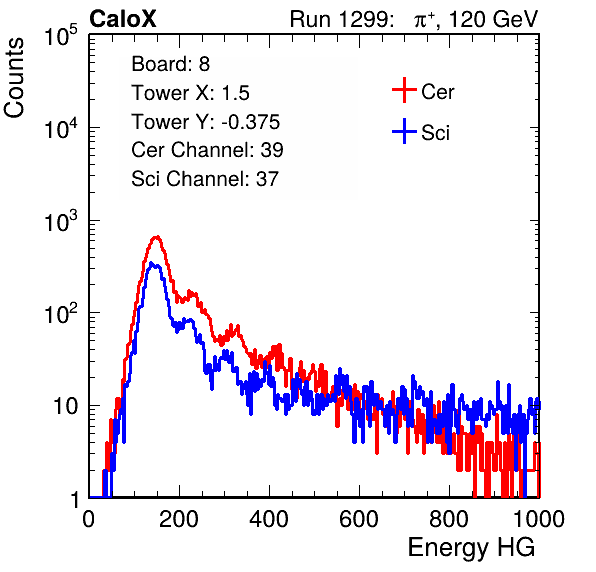 CaloX Run 1299: π⁺, 120 GeV
Counts
10⁵
10⁴
10³
10²
10
1
Board: 8
Tower X: 1.5
Tower Y: -0.375
Cer Channel: 39
Sci Channel: 37
Cer
Sci
0 200 400 600 800 1000
Energy HG